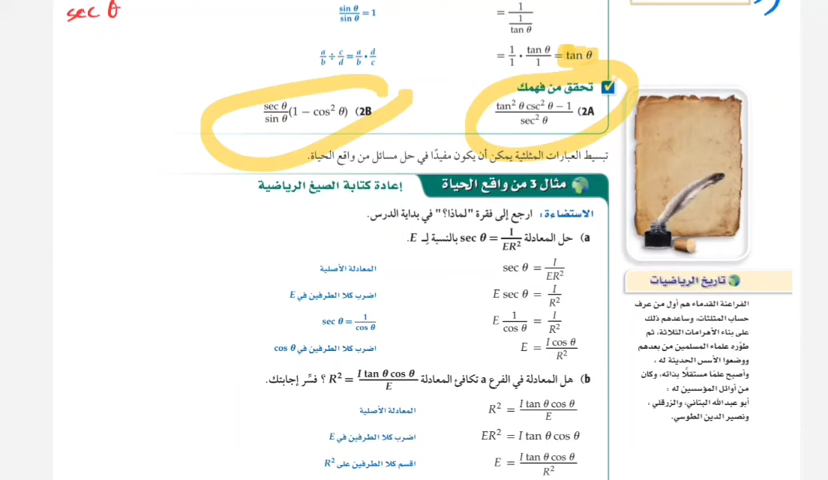 sec θ
sin θ / sin θ = 1
= 1 / (1 / tan θ)
a/b ÷ c/d = a/b · d/c
= 1/1 · tan θ / 1 = tan θ
تحقق من فهمك
(2A tan² θ csc² θ − 1 / sec² θ
(2B sec θ / sin θ (1 − cos² θ)
تبسيط العبارات المثلثية يمكن أن يكون مفيدًا في حل مسائل من واقع الحياة.
مثال 3 من واقع الحياة إعادة كتابة الصيغ الرياضية
الاستضاءة: ارجع إلى فقرة "لماذا؟" في بداية الدرس.
(a حل المعادلة sec θ = I / ER² بالنسبة لـ E.
sec θ = I / ER² المعادلة الأصلية
E sec θ = I / R² اضرب كلا الطرفين في E
E 1 / cos θ = I / R² sec θ = 1 / cos θ
E = I cos θ / R² اضرب كلا الطرفين في cos θ
(b هل المعادلة في الفرع a تكافئ المعادلة R² = I tan θ cos θ / E ؟ فسّر إجابتك.
R² = I tan θ cos θ / E المعادلة الأصلية
ER² = I tan θ cos θ اضرب كلا الطرفين في E
E = I tan θ cos θ / R² اقسم كلا الطرفين على R²
تاريخ الرياضيات
الفراعنة القدماء هم أول من عرف
حساب المثلثات، وساعدهم ذلك
على بناء الأهرامات الثلاثة، ثم
طوّره علماء المسلمين من بعدهم
ووضعوا الأسس الحديثة له،
وأصبح علمًا مستقلًا بذاته، وكان
من أوائل المؤسسين له :
أبو عبدالله البتاني، والزرقلي،
ونصير الدين الطوسي.